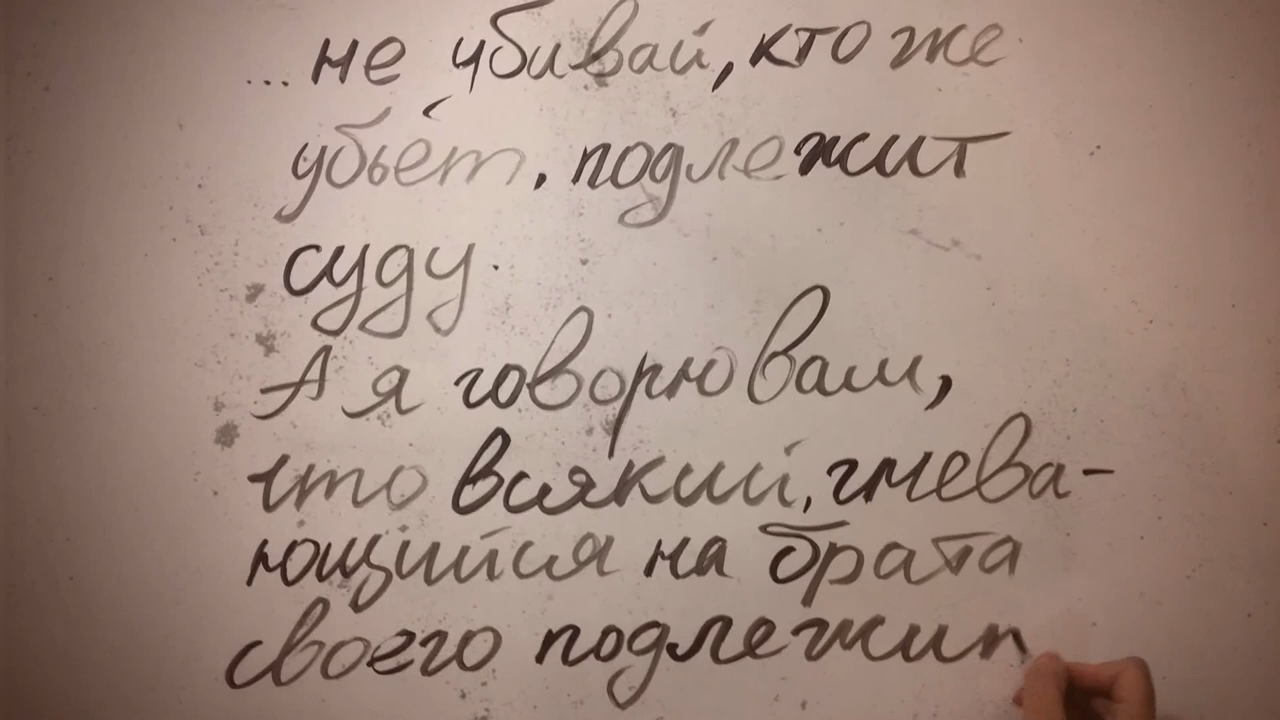 ...не убивай, кто же
убьёт, подлежит
суду.
А я говорю вам,
что всякий, гнева-
ющийся на брата
своего подлежит